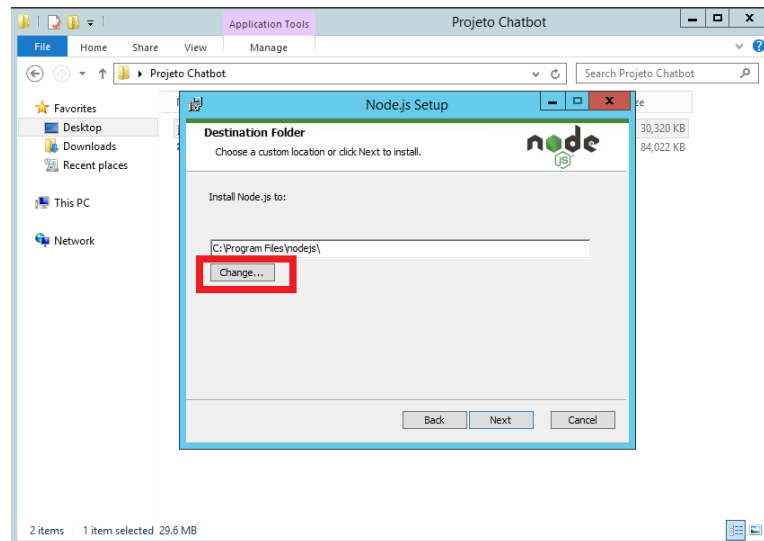 Application Tools
Projeto Chatbot
File Home Share View Manage
Projeto Chatbot
Search Projeto Chatbot
Favorites
Desktop
Downloads
Recent places
This PC
Network
30,320 KB
84,022 KB
Node.js Setup
Destination Folder
Choose a custom location or click Next to install.
node
JS
Install Node.js to:
C:\Program Files\nodejs\
Change...
Back Next Cancel
2 items 1 item selected 29.6 MB